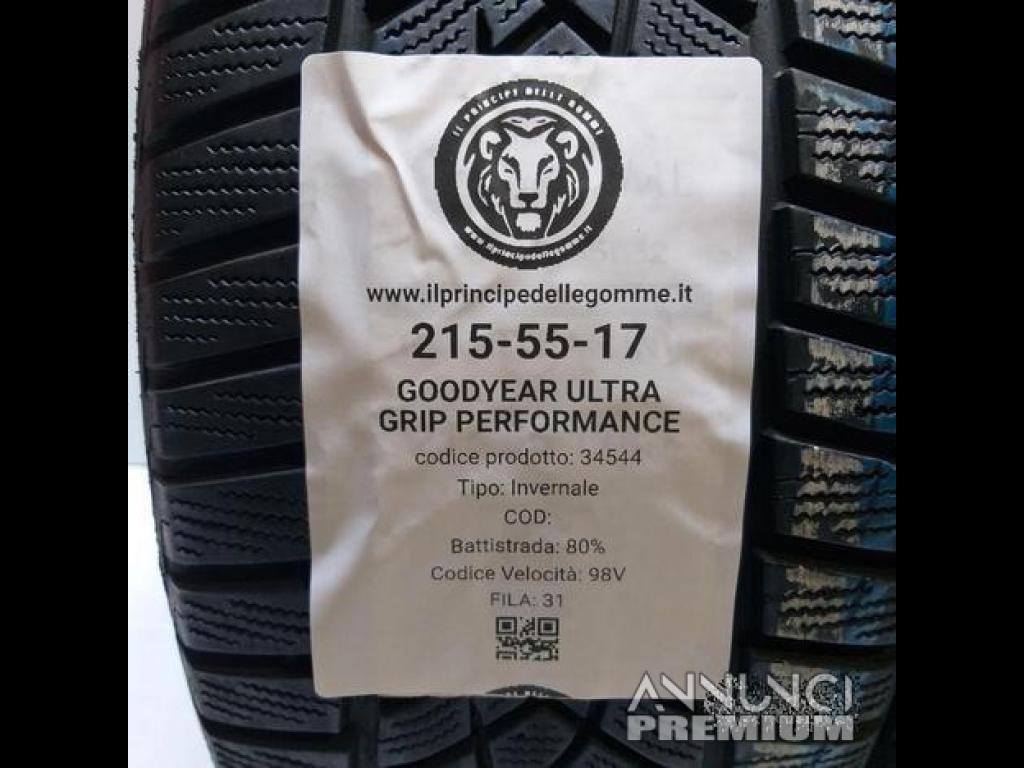 IL PRINCIPE DELLE GOMME
www.ilprincipedellegomme.it
www.ilprincipedellegomme.it
215-55-17
GOODYEAR ULTRA
GRIP PERFORMANCE
codice prodotto: 34544
Tipo: Invernale
COD:
Battistrada: 80%
Codice Velocità: 98V
FILA: 31
ANNUNCI
PREMIUM